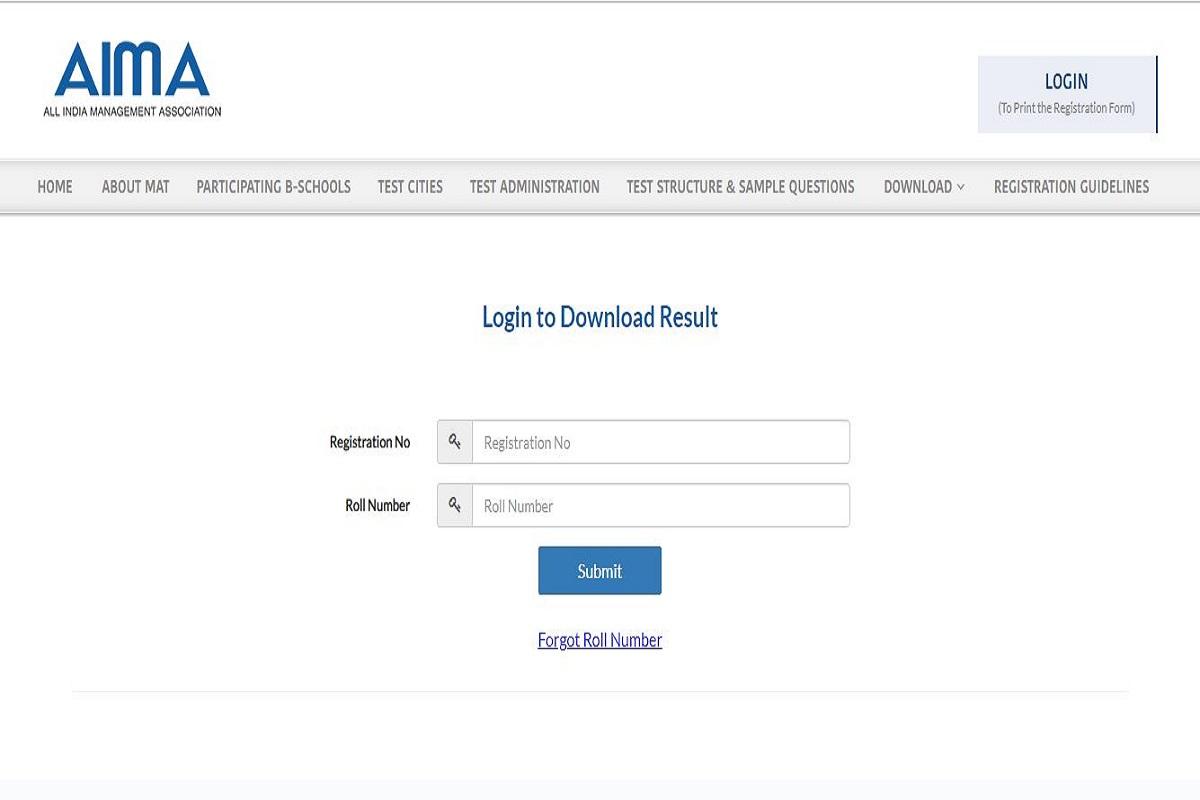 AIMA
ALL INDIA MANAGEMENT ASSOCIATION
LOGIN
(To Print the Registration Form)
HOME ABOUT MAT PARTICIPATING B-SCHOOLS TEST CITIES TEST ADMINISTRATION TEST STRUCTURE & SAMPLE QUESTIONS DOWNLOAD REGISTRATION GUIDELINES
Login to Download Result
Registration No Registration No
Roll Number Roll Number
Submit
Forgot Roll Number